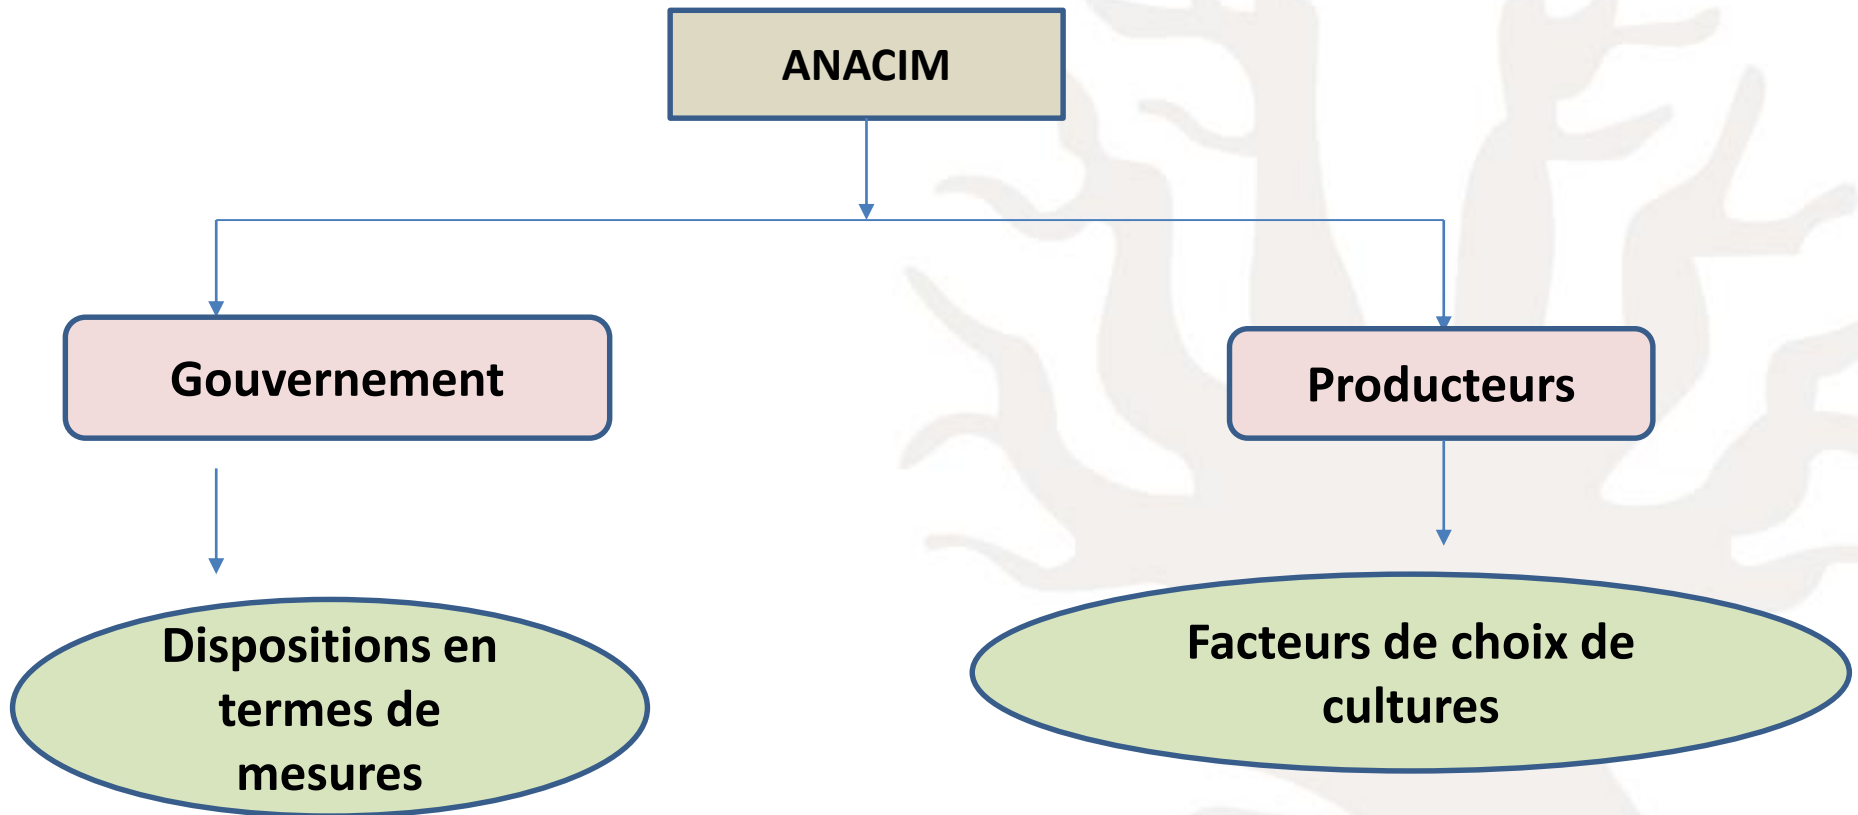 ANACIM
Gouvernement
Producteurs
Dispositions en
termes de
mesures
Facteurs de choix de
cultures